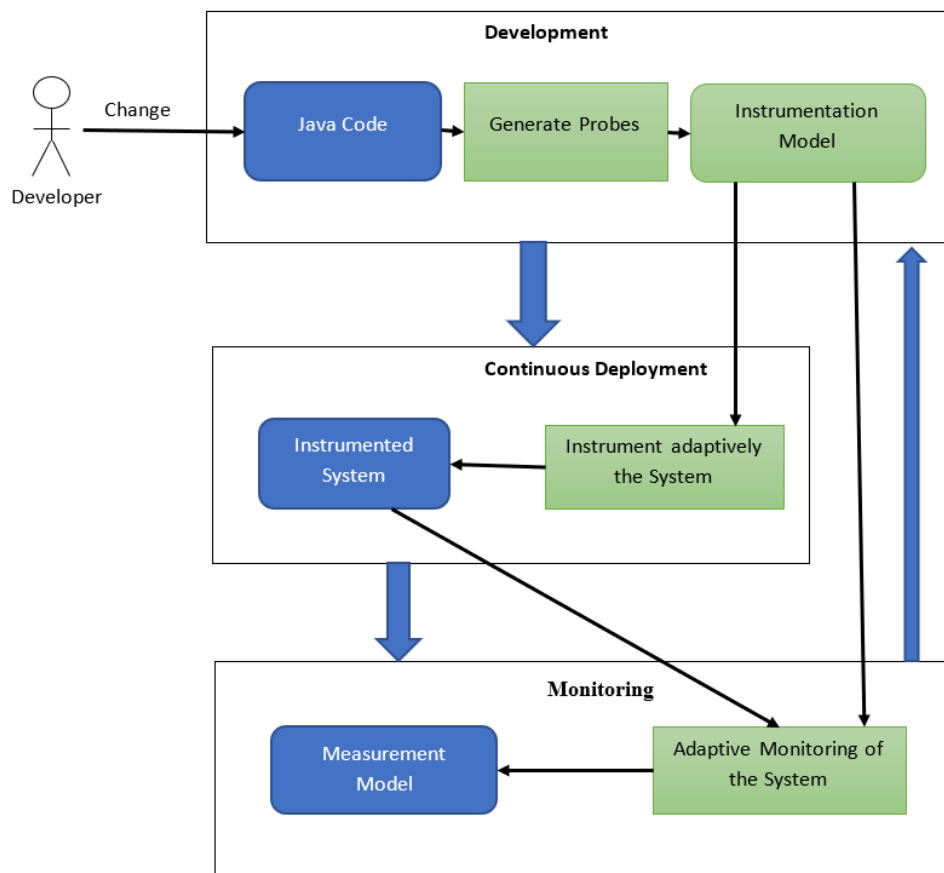 Development
Change
Java Code
Generate Probes
Instrumentation
Model
Developer
Continuous Deployment
Instrumented
System
Instrument adaptively
the System
Monitoring
Measurement
Model
Adaptive Monitoring of
the System